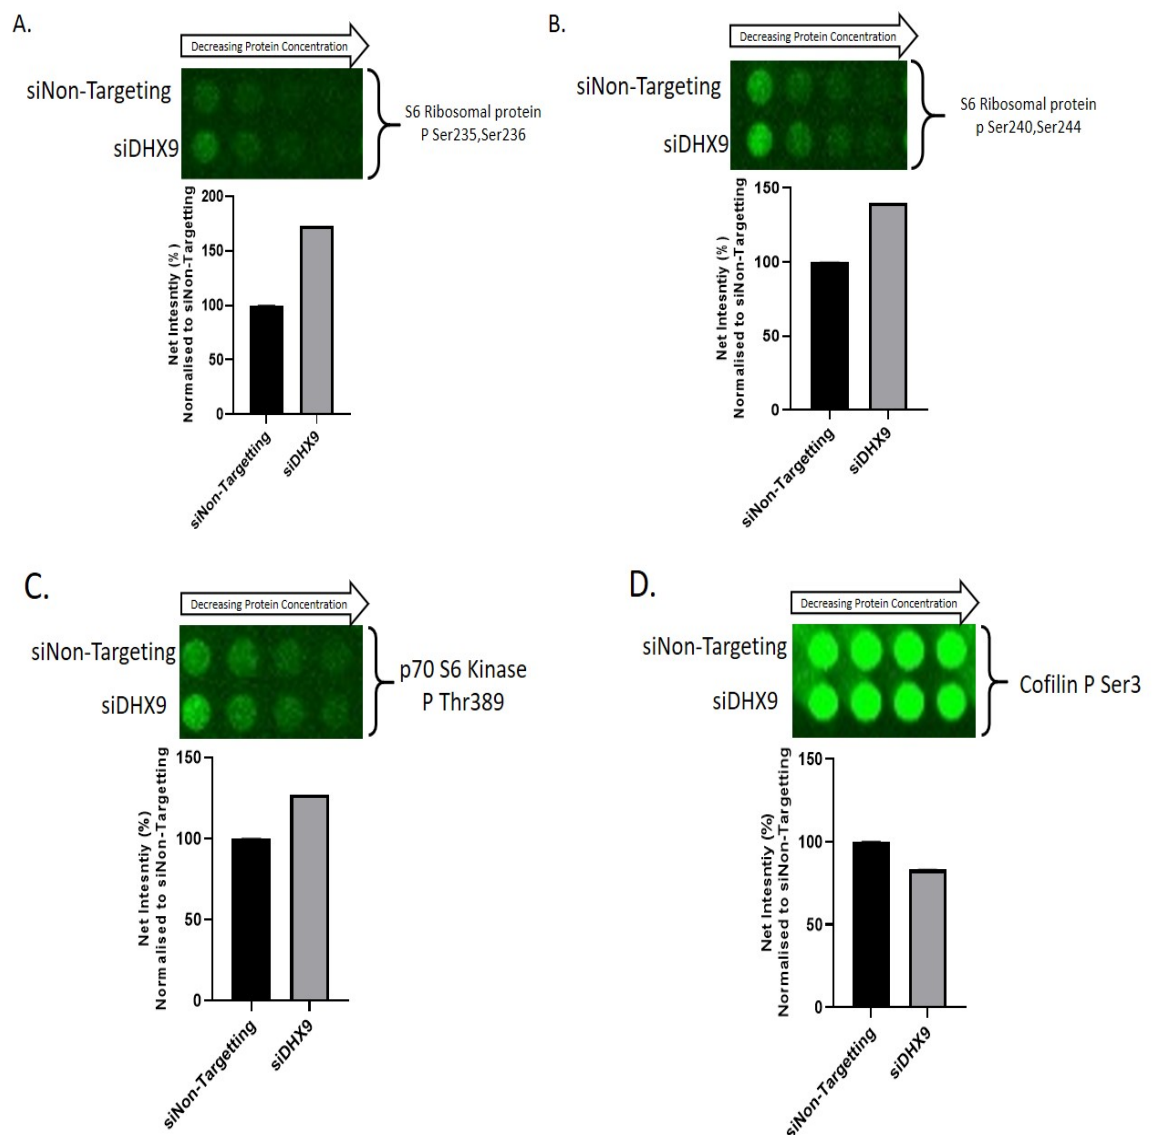 A.
Decreasing Protein Concentration
siNon-Targeting
siDHX9
S6 Ribosomal protein
P Ser235,Ser236
Net Intesntiy (%)
Normalised to siNon-Targetting
200
150
100
50
0
siNon-Targetting
siDHX9
B.
Decreasing Protein Concentration
siNon-Targeting
siDHX9
S6 Ribosomal protein
p Ser240,Ser244
Net Intesntiy (%)
Normalised to siNon-Targetting
150
100
50
0
siNon-Targetting
siDHX9
C.
Decreasing Protein Concentration
siNon-Targeting
siDHX9
p70 S6 Kinase
P Thr389
Net Intesntiy (%)
Normalised to siNon-Targetting
150
100
50
0
siNon-Targetting
siDHX9
D.
Decreasing Protein Concentration
siNon-Targeting
siDHX9
Cofilin P Ser3
Net Intesntiy (%)
Normalised to siNon-Targetting
150
100
50
0
siNon-Targetting
siDHX9